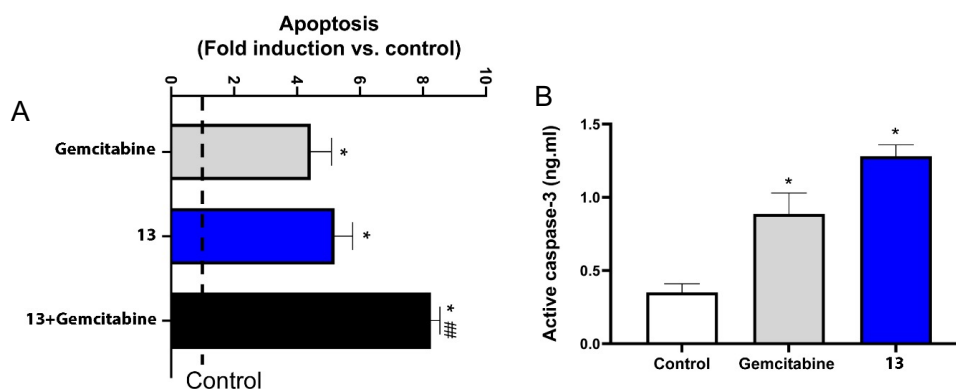 A
Apoptosis
(Fold induction vs. control)
0 2 4 6 8 10
Gemcitabine
*
13
*
13+Gemcitabine
*
###
Control
B
Active caspase-3 (ng.ml)
1.5
1.0
0.5
0.0
*
*
Control Gemcitabine 13